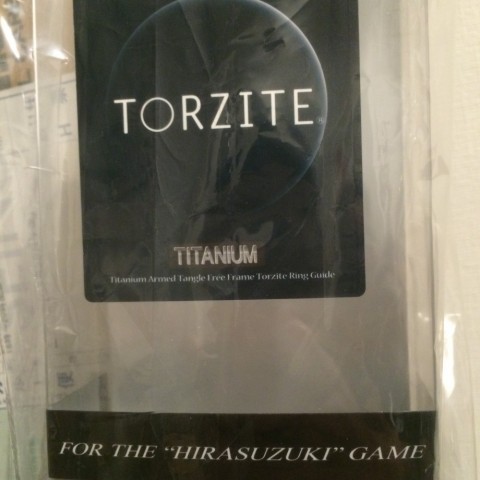 TORZITE
TITANIUM
Titanium Armed Tangle Free Frame Torzite Ring Guide
FOR THE “HIRASUZUKI” GAME